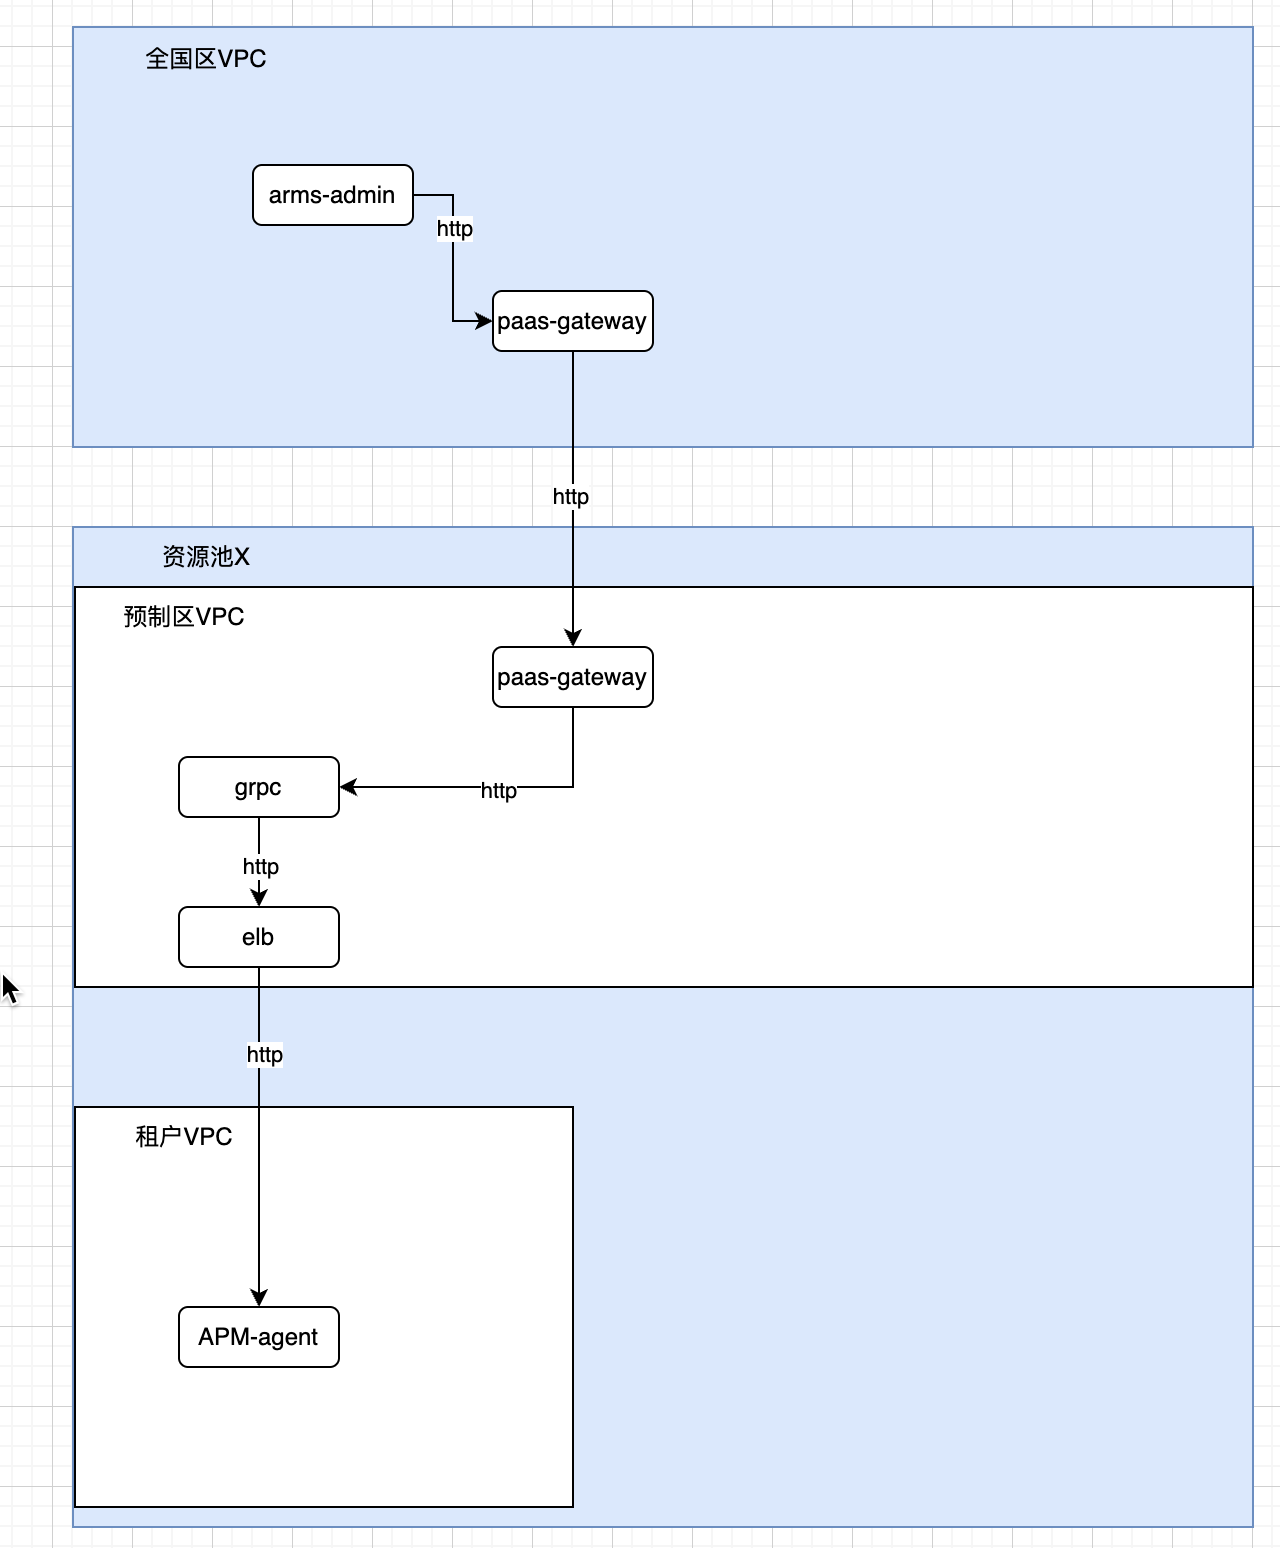 全国区VPC
arms-admin
http
paas-gateway
http
资源池X
预制区VPC
paas-gateway
grpc
http
http
elb
http
租户VPC
APM-agent